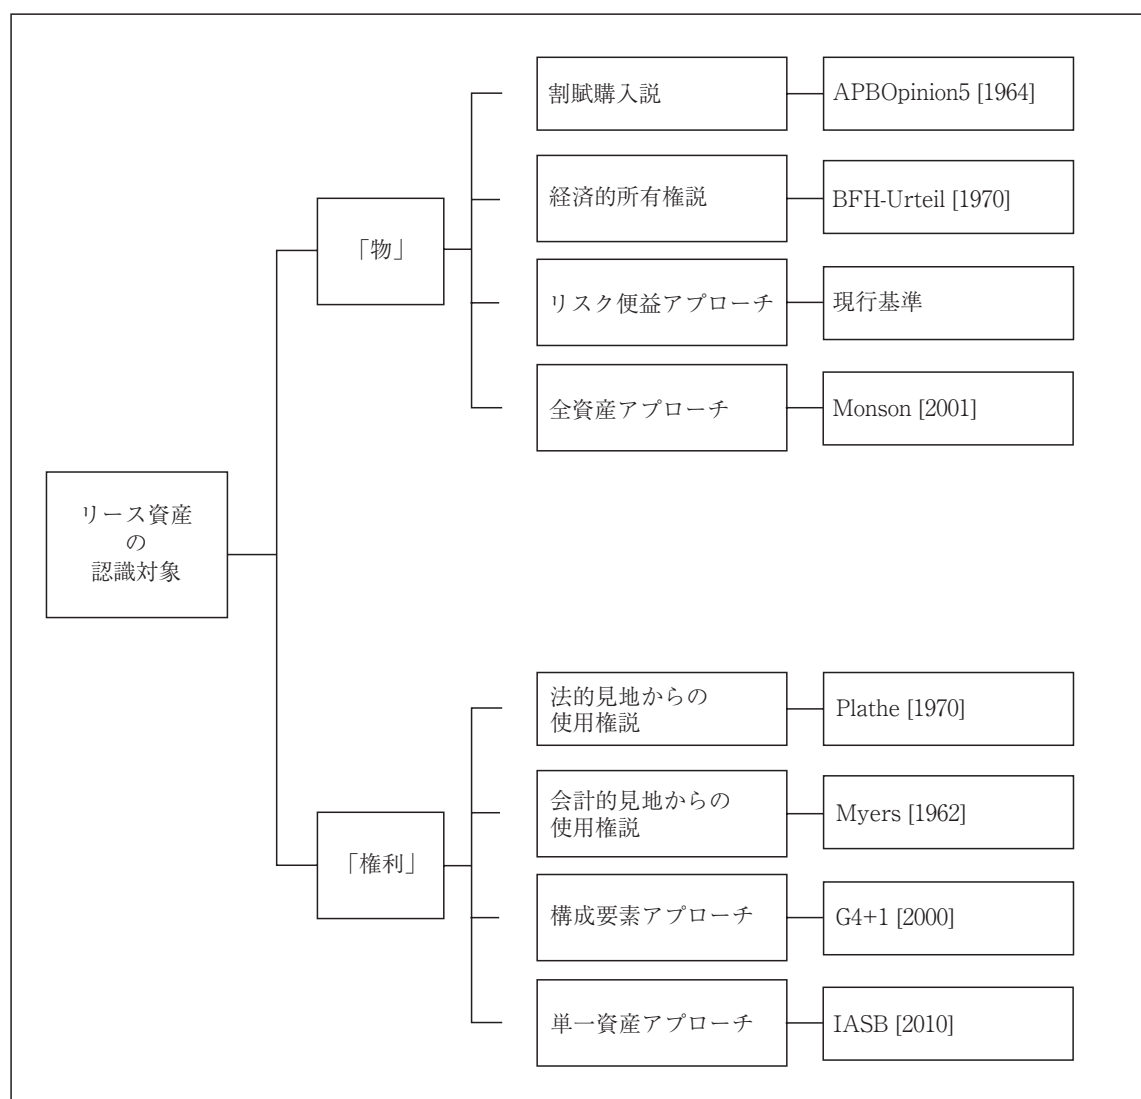 リース資産
の
認識対象
「物」
割賦購入説
APBOpinion5 [1964]
経済的所有権説
BFH-Urteil [1970]
リスク便益アプローチ
現行基準
全資産アプローチ
Monson [2001]
「権利」
法的見地からの
使用権説
Plathe [1970]
会計的見地からの
使用権説
Myers [1962]
構成要素アプローチ
G4+1 [2000]
単一資産アプローチ
IASB [2010]